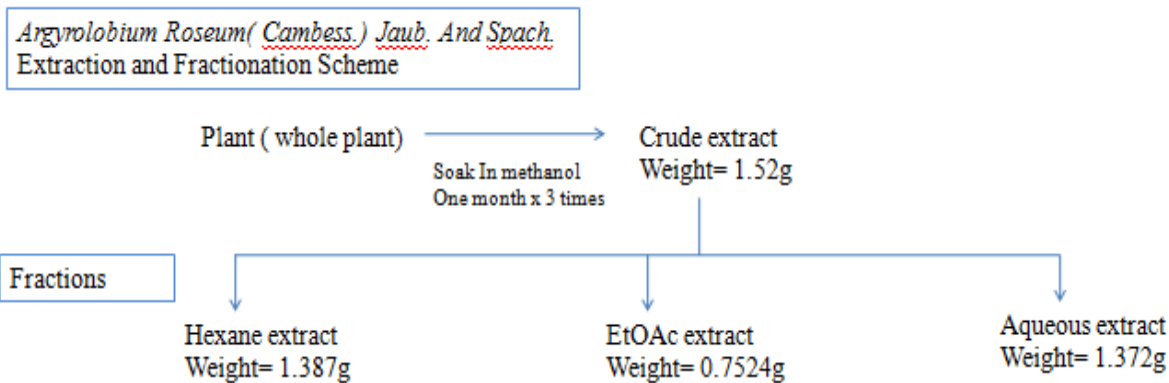 Argyrolobium Roseum( Cambess.) Jaub. And Spach.
Extraction and Fractionation Scheme
Plant ( whole plant)
Soak In methanol
One month x 3 times
Crude extract
Weight= 1.52g
Fractions
Hexane extract
Weight= 1.387g
EtOAc extract
Weight= 0.7524g
Aqueous extract
Weight= 1.372g